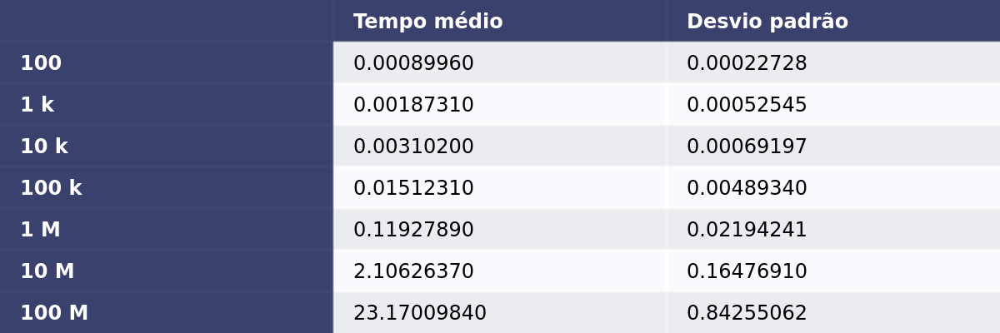 Tempo médio Desvio padrão
100 0.00089960 0.00022728
1 k 0.00187310 0.00052545
10 k 0.00310200 0.00069197
100 k 0.01512310 0.00489340
1 M 0.11927890 0.02194241
10 M 2.10626370 0.16476910
100 M 23.17009840 0.84255062